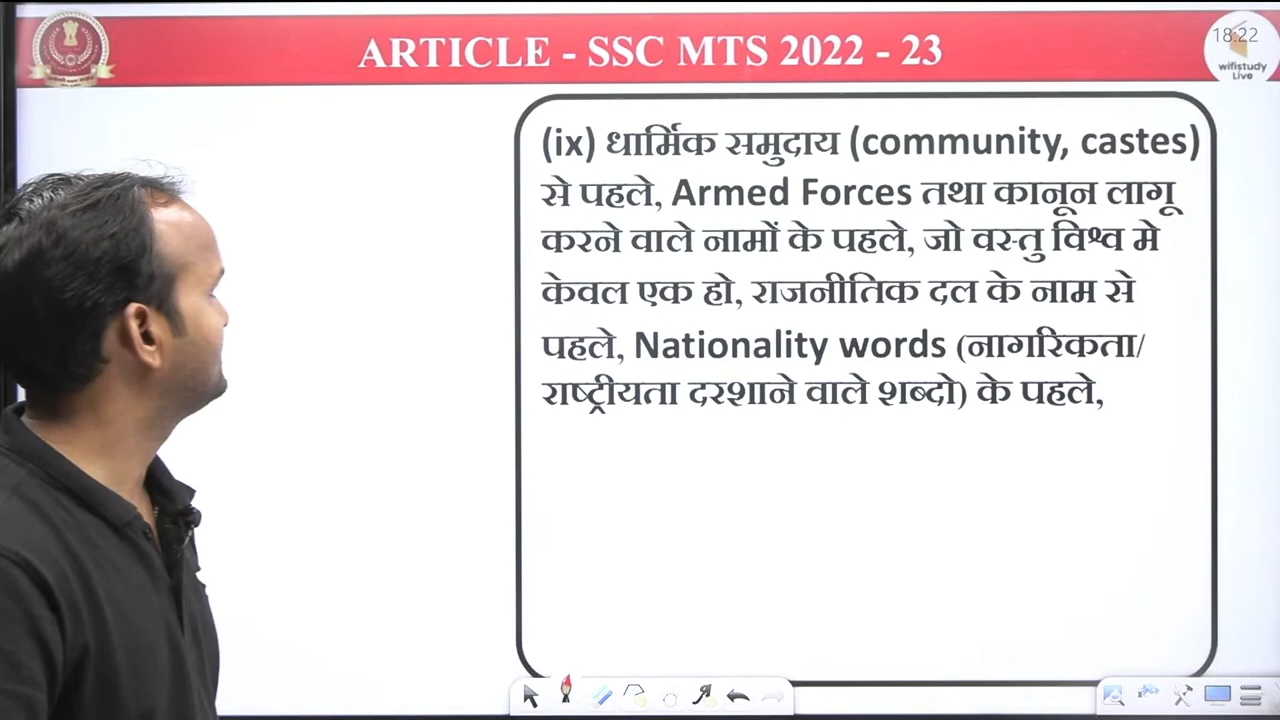 ARTICLE - SSC MTS 2022 - 23
18:22
wifistudy
Live
(ix) धार्मिक समुदाय (community, castes)
से पहले, Armed Forces तथा कानून लागू
करने वाले नामों के पहले, जो वस्तु विश्व मे
केवल एक हो, राजनीतिक दल के नाम से
पहले, Nationality words (नागरिकता/
राष्ट्रीयता दरशाने वाले शब्दो) के पहले,